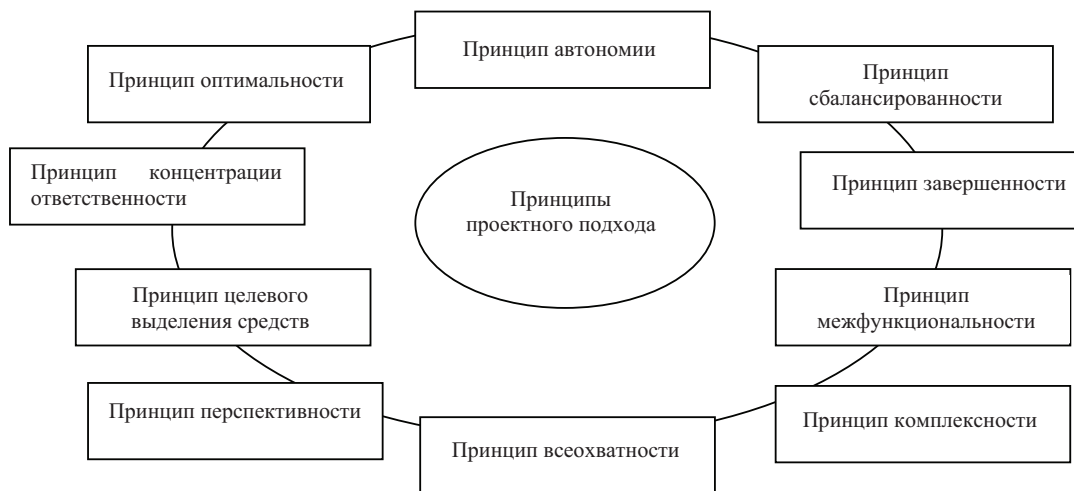 Принцип автономии
Принцип оптимальности
Принцип
сбалансированности
Принцип концентрации
ответственности
Принцип завершенности
Принципы
проектного подхода
Принцип целевого
выделения средств
Принцип
межфункциональности
Принцип перспективности
Принцип комплексности
Принцип всеохватности